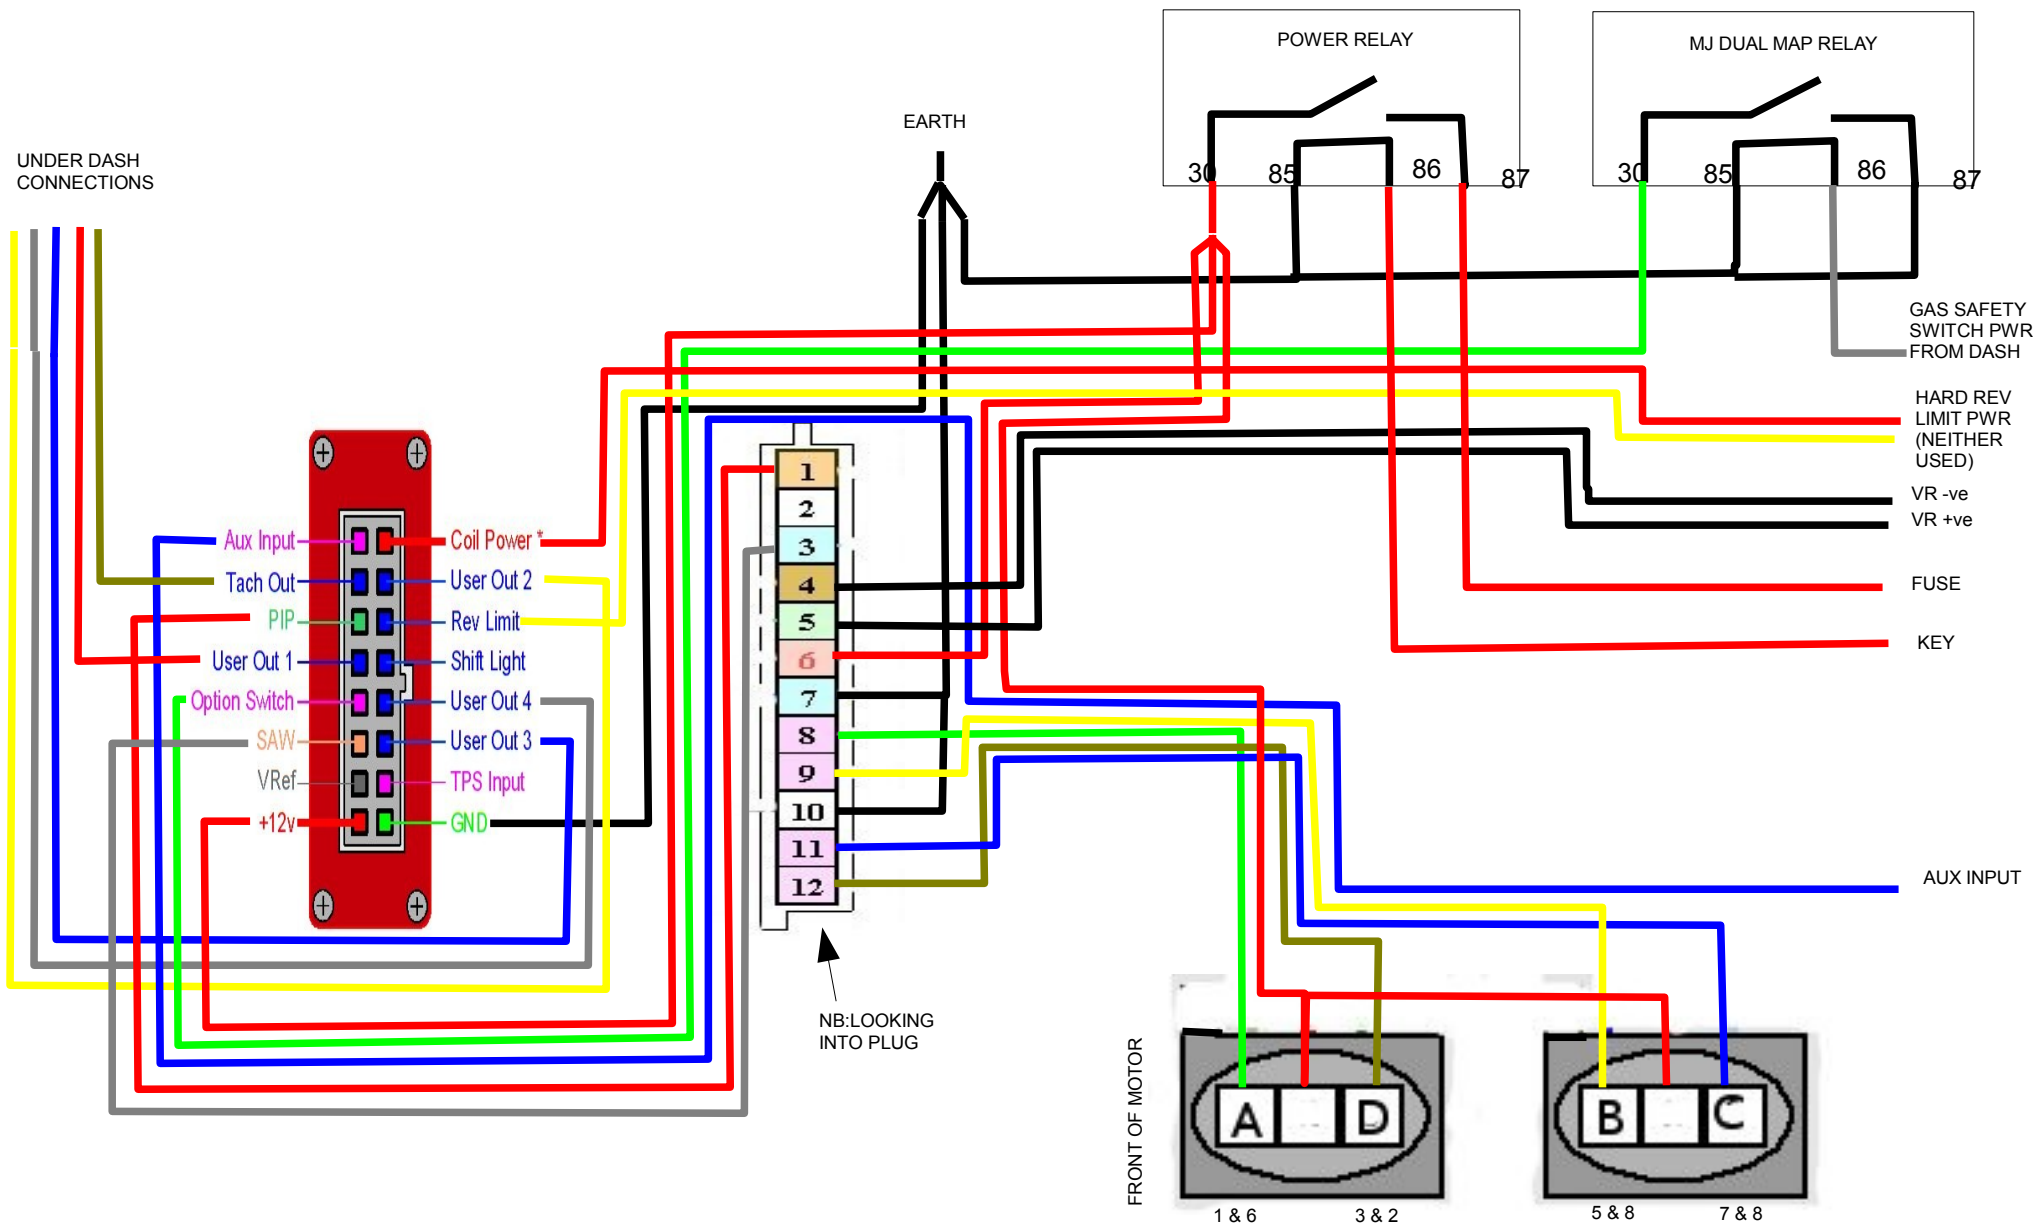 POWER RELAY
MJ DUAL MAP RELAY
EARTH
UNDER DASH
CONNECTIONS
30
85
86
87
30
85
86
87
GAS SAFETY
SWITCH PWR
FROM DASH
HARD REV
LIMIT PWR
(NEITHER
USED)
VR -ve
VR +ve
FUSE
KEY
AUX INPUT
Aux Input
Coil Power *
Tach Out
User Out 2
PIP
Rev Limit
User Out 1
Shift Light
Option Switch
User Out 4
SAW
User Out 3
VRef
TPS Input
+12v
GND
1
2
3
4
5
6
7
8
9
10
11
12
NB:LOOKING
INTO PLUG
FRONT OF MOTOR
A
D
B
C
1 & 6
3 & 2
5 & 8
7 & 8